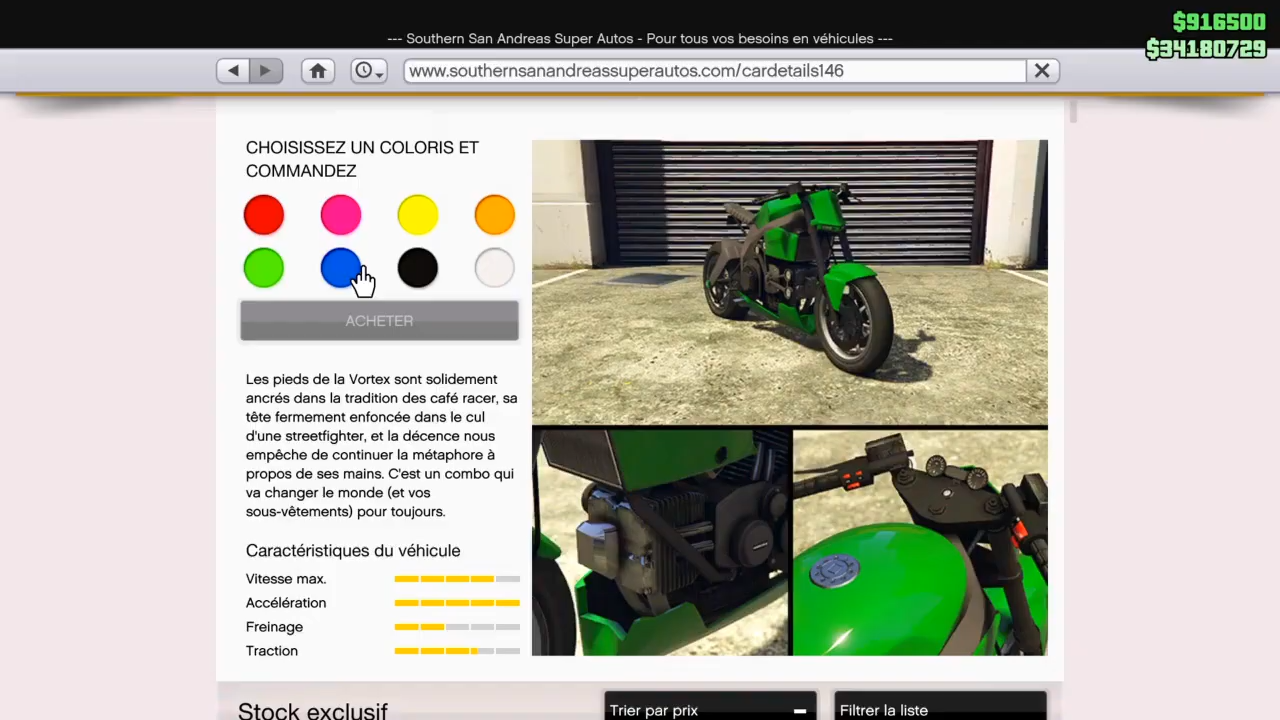 $916500
--- Southern San Andreas Super Autos - Pour tous vos besoins en véhicules ---
$34180729
www.southernsanandreassuperautos.com/cardetails146
CHOISISSEZ UN COLORIS ET
COMMANDEZ
ACHETER
Les pieds de la Vortex sont solidement
ancrés dans la tradition des café racer, sa
tête fermement enfoncée dans le cul
d'une streetfighter, et la décence nous
empêche de continuer la métaphore à
propos de ses mains. C'est un combo qui
va changer le monde (et vos
sous-vêtements) pour toujours.
Caractéristiques du véhicule
Vitesse max.
Accélération
Freinage
Traction
Stock exclusif
Trier par prix
Filtrer la liste